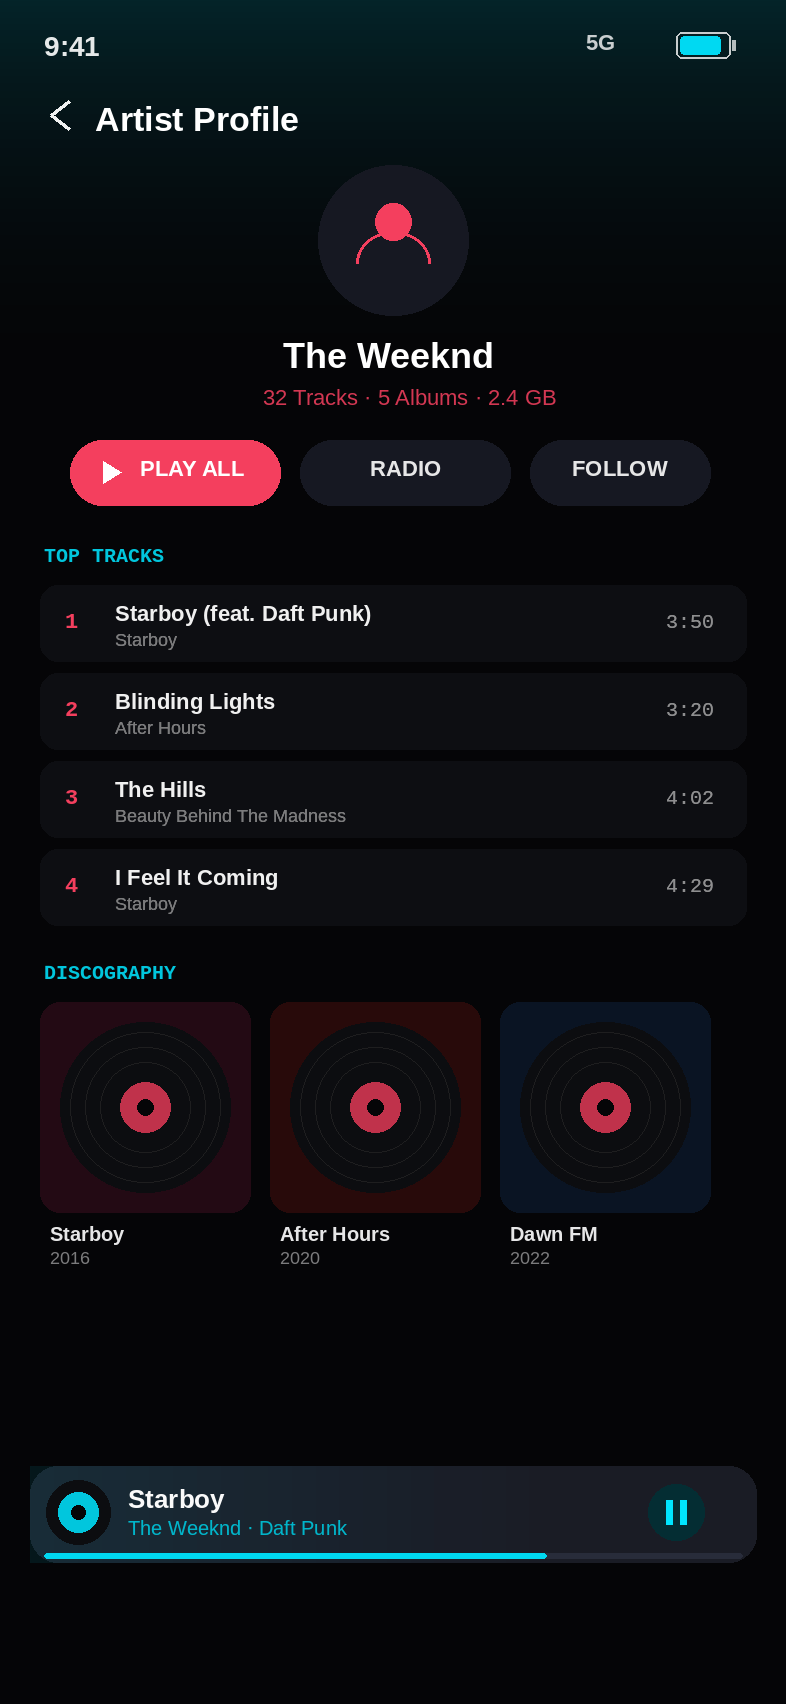 9:41
5G
Artist Profile
The Weeknd
32 Tracks · 5 Albums · 2.4 GB
PLAY ALL
RADIO
FOLLOW
TOP TRACKS
1
Starboy (feat. Daft Punk)
3:50
Starboy
2
Blinding Lights
3:20
After Hours
3
The Hills
4:02
Beauty Behind The Madness
4
I Feel It Coming
4:29
Starboy
DISCOGRAPHY
Starboy
2016
After Hours
2020
Dawn FM
2022
Starboy
The Weeknd · Daft Punk